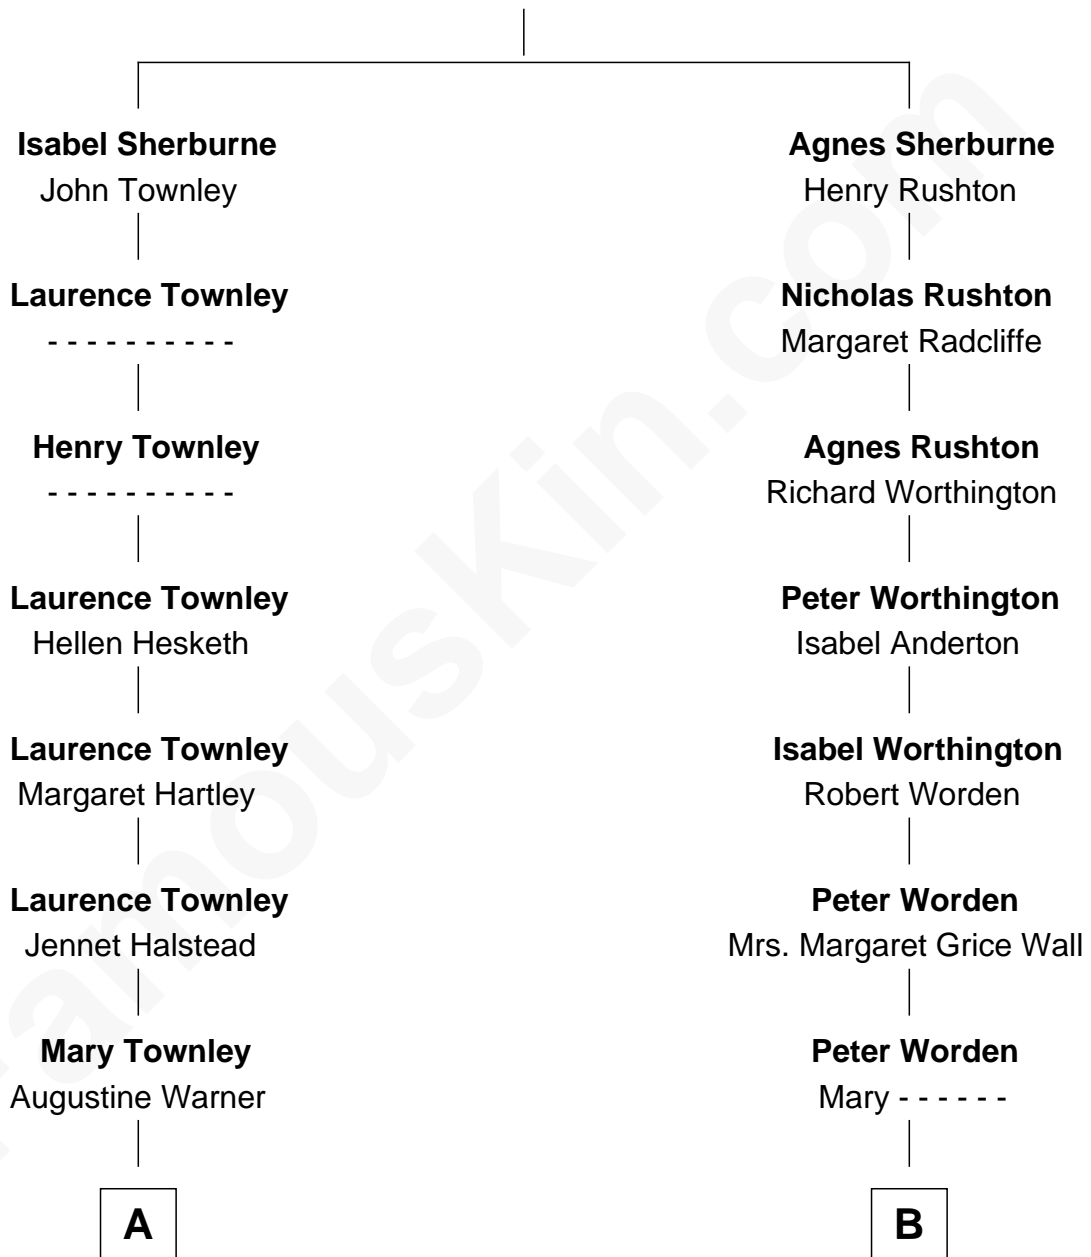 Isabel Sherburne
John Townley
Laurence Townley
- - - - - - - - - -
Henry Townley
- - - - - - - - - -
Laurence Townley
Hellen Hesketh
Laurence Townley
Margaret Hartley
Laurence Townley
Jennet Halstead
Mary Townley
Augustine Warner
A
Agnes Sherburne
Henry Rushton
Nicholas Rushton
Margaret Radcliffe
Agnes Rushton
Richard Worthington
Peter Worthington
Isabel Anderton
Isabel Worthington
Robert Worden
Peter Worden
Mrs. Margaret Grice Wall
Peter Worden
Mary - - - - - -
B
FamousKin.com